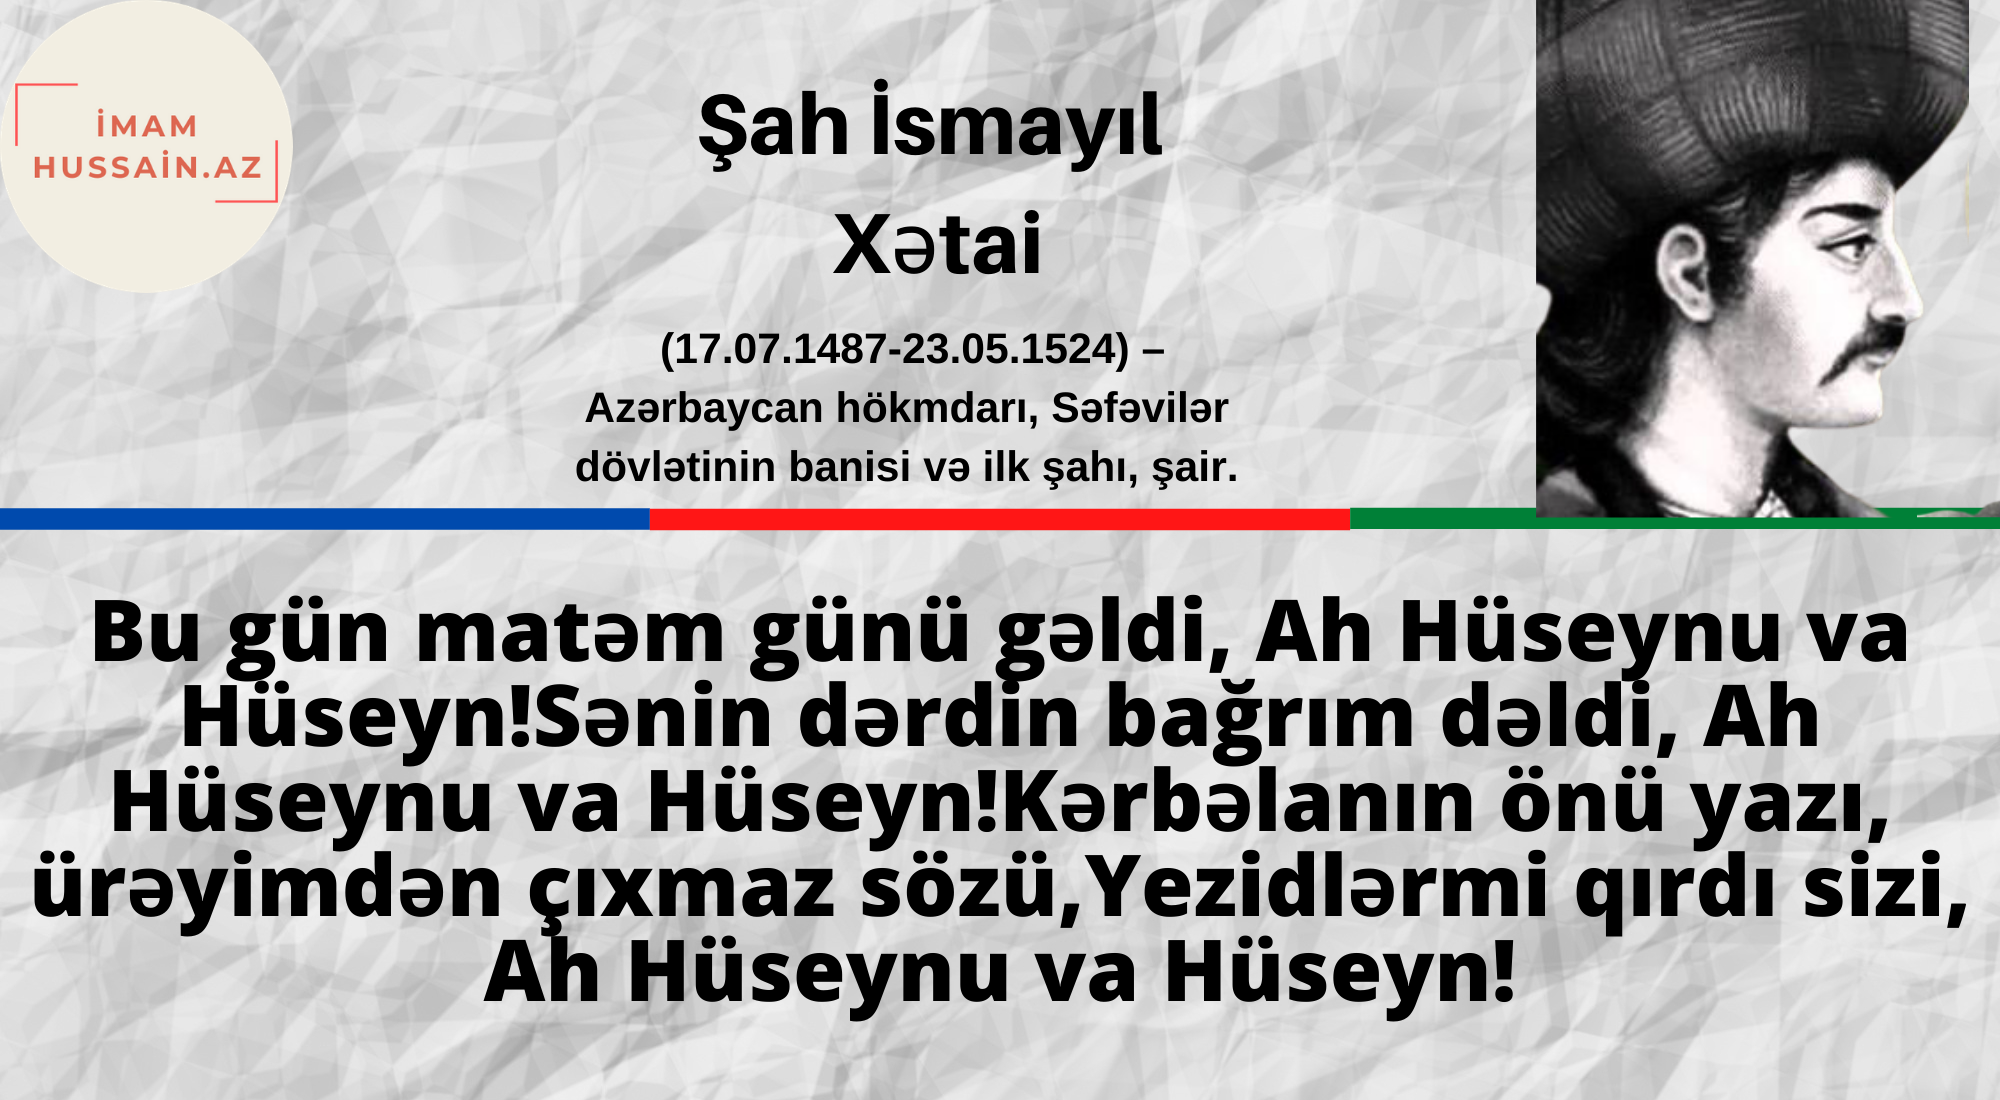 İMAM
HUSSAİN.AZ
Şah İsmayıl
Xətai
(17.07.1487-23.05.1524) –
Azərbaycan hökmdarı, Səfəvilər
dövlətinin banisi və ilk şahı, şair.
Bu gün matəm günü gəldi, Ah Hüseynu va
Hüseyn!Sənin dərdin bağrım dəldi, Ah
Hüseynu va Hüseyn!Kərbəlanın önü yazı,
ürəyimdən çıxmaz sözü,Yezidlərmi qırdı sizi,
Ah Hüseynu va Hüseyn!